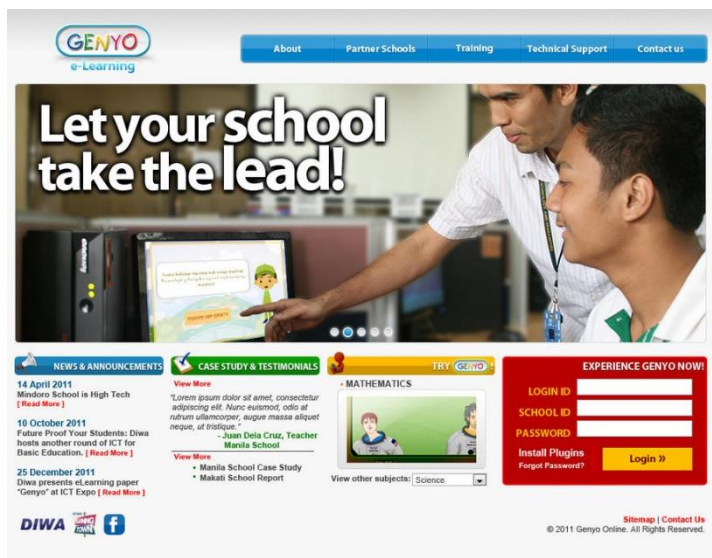 GENYO
e-Learning
About
Partner Schools
Training
Technical Support
Contact us
Let your school
take the lead!
lenovo
NEWS & ANNOUNCEMENTS
14 April 2011
Mindoro School is High Tech
[ Read More ]
10 October 2011
Future Proof Your Students: Diwa
hosts another round of ICT for
Basic Education. [ Read More ]
25 December 2011
Diwa presents eLearning paper
"Genyo" at ICT Expo [ Read More ]
CASE STUDY & TESTIMONIALS
View More
"Lorem ipsum dolor sit amet, consectetur
adipiscing elit. Nunc euismod, odio at
rutrum ullamcorper, augue massa aliquet
neque, ut tristique."
- Juan Dela Cruz, Teacher
Manila School
View More
• Manila School Case Study
• Makati School Report
TRY GENYO !
• MATHEMATICS
View other subjects: Science
EXPERIENCE GENYO NOW!
LOGIN ID
SCHOOL ID
PASSWORD
Install Plugins
Forgot Password?
Login »
DIWA
f
Sitemap | Contact Us
© 2011 Genyo Online. All Rights Reserved.